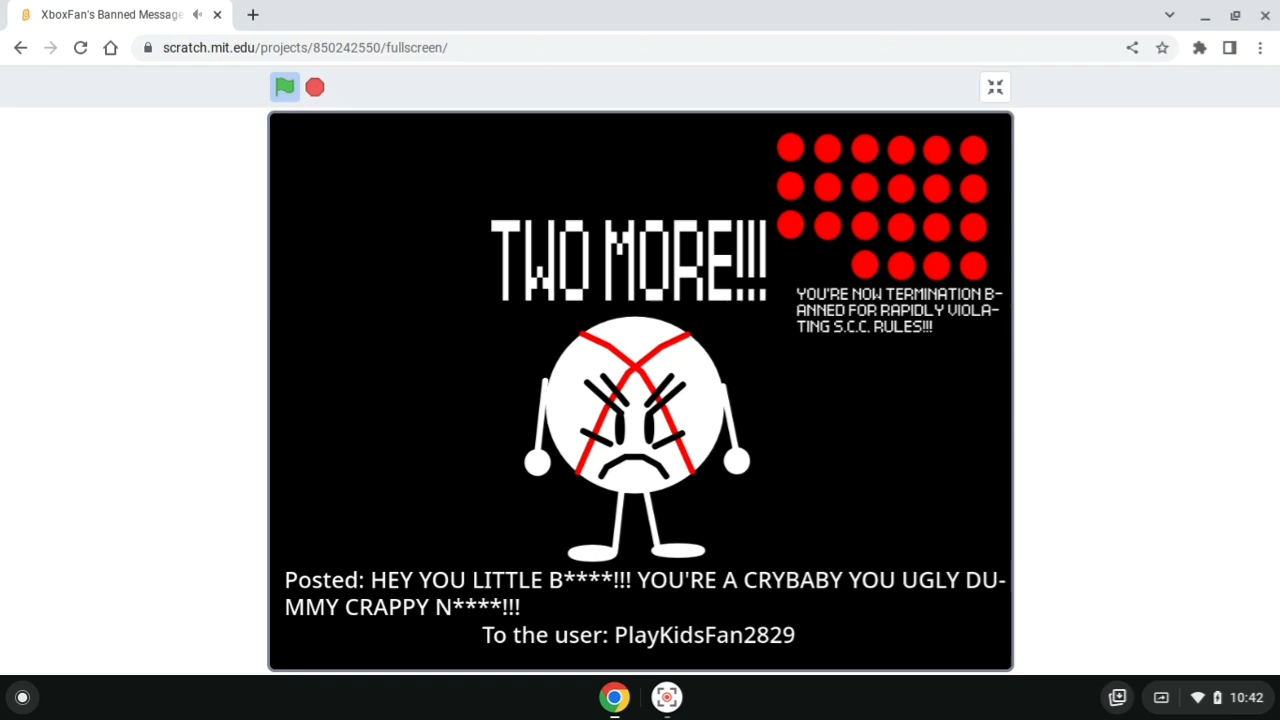 XboxFan's Banned Message
scratch.mit.edu/projects/850242550/fullscreen/
TWO MORE!!!
YOU'RE NOW TERMINATION B-
ANNED FOR RAPIDLY VIOLA-
TING S.C.C. RULES!!!
Posted: HEY YOU LITTLE B****!!! YOU'RE A CRYBABY YOU UGLY DU-
MMY CRAPPY N****!!!
To the user: PlayKidsFan2829
10:42